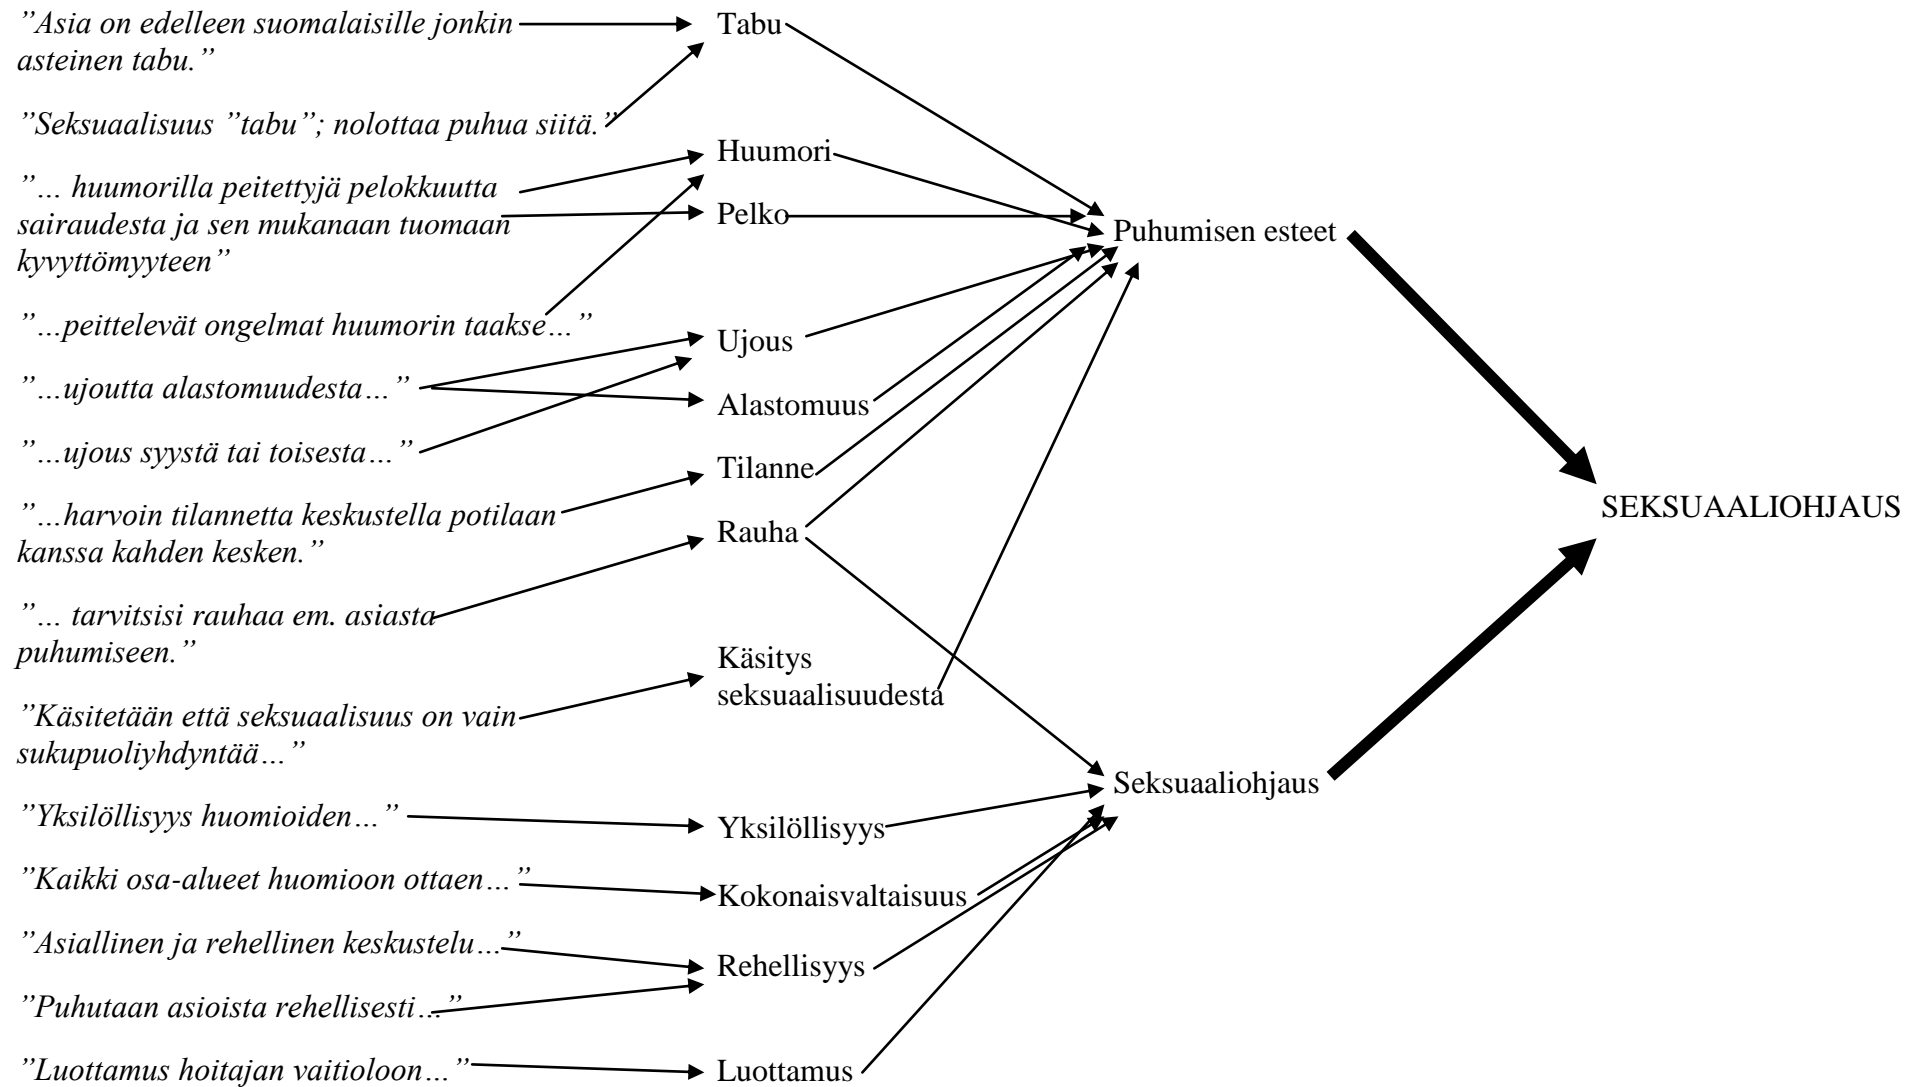 ”Asia on edelleen suomalaisille jonkin
asteinen tabu.”
”Seksuaalisuus ”tabu”; nolottaa puhua siitä.”
”… huumorilla peitettyjä pelokkuutta
sairaudesta ja sen mukanaan tuomaan
kyvyttömyyteen”
”…peittelevät ongelmat huumorin taakse…”
”…ujoutta alastomuudesta…”
”…ujous syystä tai toisesta…”
”…harvoin tilannetta keskustella potilaan
kanssa kahden kesken.”
”… tarvitsisi rauhaa em. asiasta
puhumiseen.”
”Käsitetään että seksuaalisuus on vain
sukupuoliyhdyntää…”
”Yksilöllisyys huomioiden…”
”Kaikki osa-alueet huomioon ottaen…”
”Asiallinen ja rehellinen keskustelu…”
”Puhutaan asioista rehellisesti…”
”Luottamus hoitajan vaitioloon…”
Tabu
Huumori
Pelko
Ujous
Alastomuus
Tilanne
Rauha
Käsitys
seksuaalisuudesta
Yksilöllisyys
Kokonaisvaltaisuus
Rehellisyys
Luottamus
Puhumisen esteet
Seksuaaliohjaus
SEKSUAALIOHJAUS